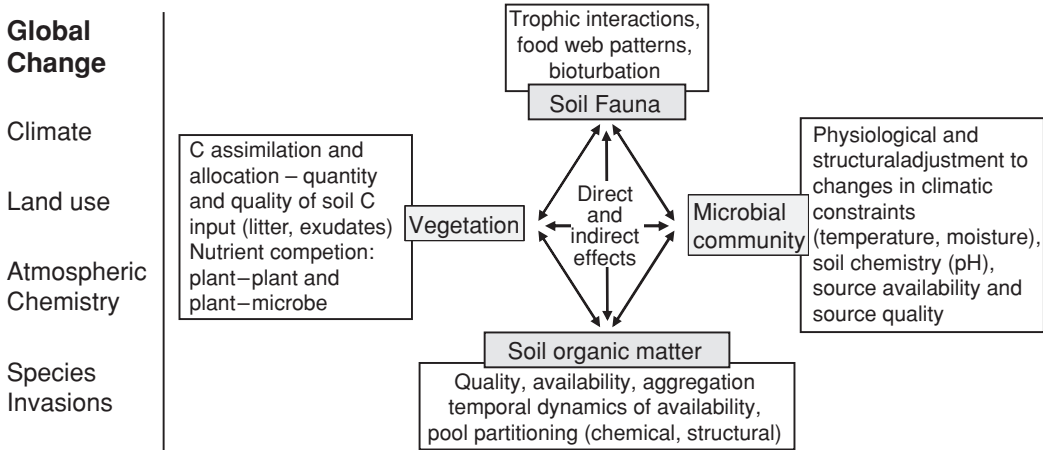 Global
Change
Climate
Land use
Atmospheric
Chemistry
Species
Invasions
Trophic interactions,
food web patterns,
bioturbation
Soil Fauna
C assimilation and
allocation – quantity
and quality of soil C
input (litter, exudates)
Nutrient competion:
plant–plant and
plant–microbe
Vegetation
Direct
and
indirect
effects
Microbial
community
Physiological and
structuraladjustment to
changes in climatic
constraints
(temperature, moisture),
soil chemistry (pH),
source availability and
source quality
Soil organic matter
Quality, availability, aggregation
temporal dynamics of availability,
pool partitioning (chemical, structural)